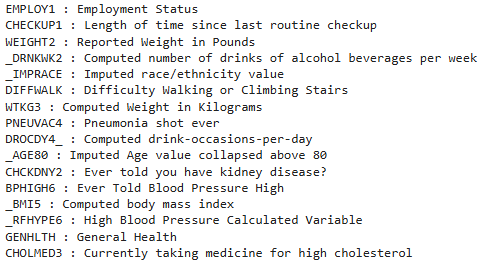 EMPLOY1 : Employment Status
CHECKUP1 : Length of time since last routine checkup
WEIGHT2 : Reported Weight in Pounds
_DRNKWK2 : Computed number of drinks of alcohol beverages per week
_IMPRACE : Imputed race/ethnicity value
DIFFWALK : Difficulty Walking or Climbing Stairs
WTKG3 : Computed Weight in Kilograms
PNEUVAC4 : Pneumonia shot ever
DROCDY4_ : Computed drink-occasions-per-day
_AGE80 : Imputed Age value collapsed above 80
CHCKDNY2 : Ever told you have kidney disease?
BPHIGH6 : Ever Told Blood Pressure High
_BMI5 : Computed body mass index
_RFHYPE6 : High Blood Pressure Calculated Variable
GENHLTH : General Health
CHOLMED3 : Currently taking medicine for high cholesterol